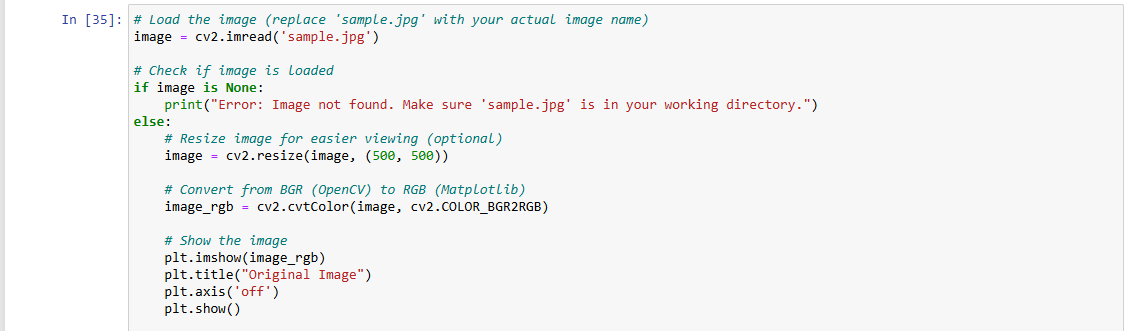 In [35]: # Load the image (replace 'sample.jpg' with your actual image name)
image = cv2.imread('sample.jpg')

# Check if image is loaded
if image is None:
    print("Error: Image not found. Make sure 'sample.jpg' is in your working directory.")
else:
    # Resize image for easier viewing (optional)
    image = cv2.resize(image, (500, 500))

    # Convert from BGR (OpenCV) to RGB (Matplotlib)
    image_rgb = cv2.cvtColor(image, cv2.COLOR_BGR2RGB)

    # Show the image
    plt.imshow(image_rgb)
    plt.title("Original Image")
    plt.axis('off')
    plt.show()